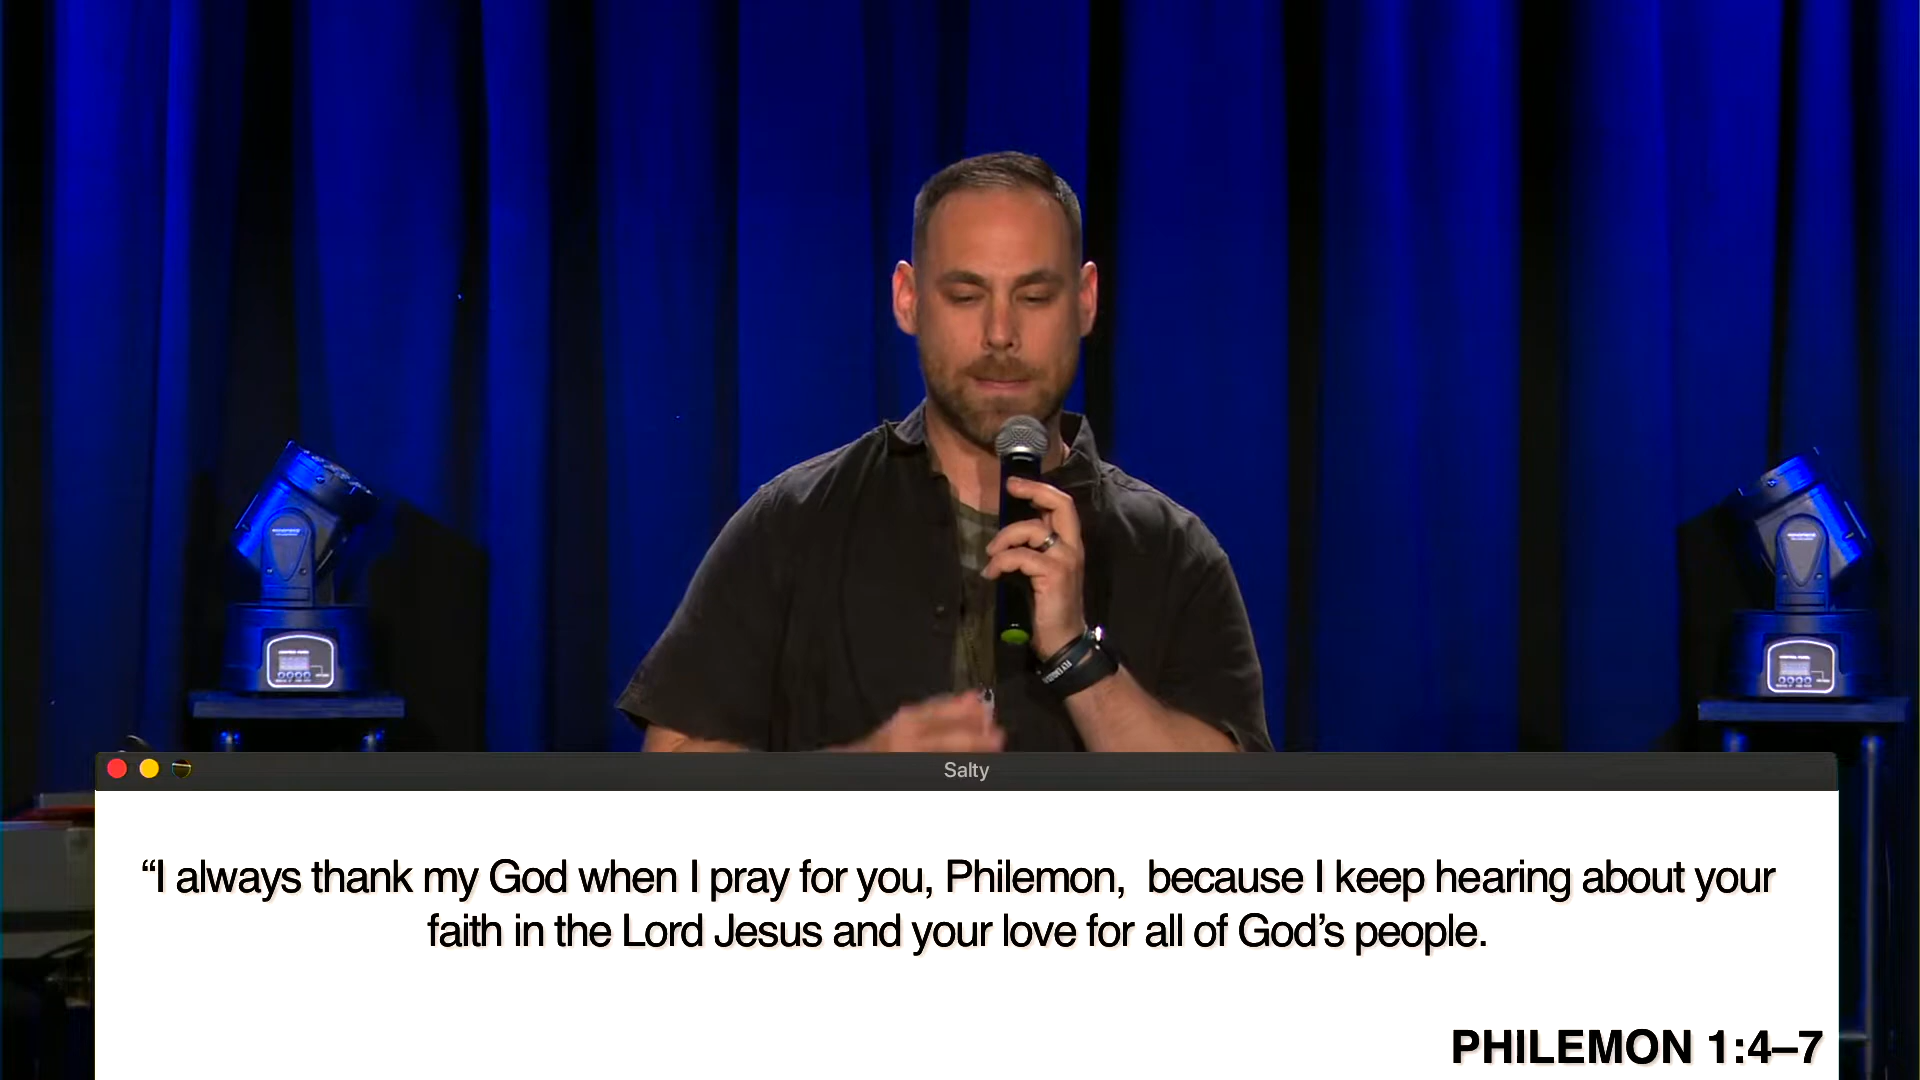 Salty
“I always thank my God when I pray for you, Philemon,  because I keep hearing about your
faith in the Lord Jesus and your love for all of God’s people.
PHILEMON 1:4–7